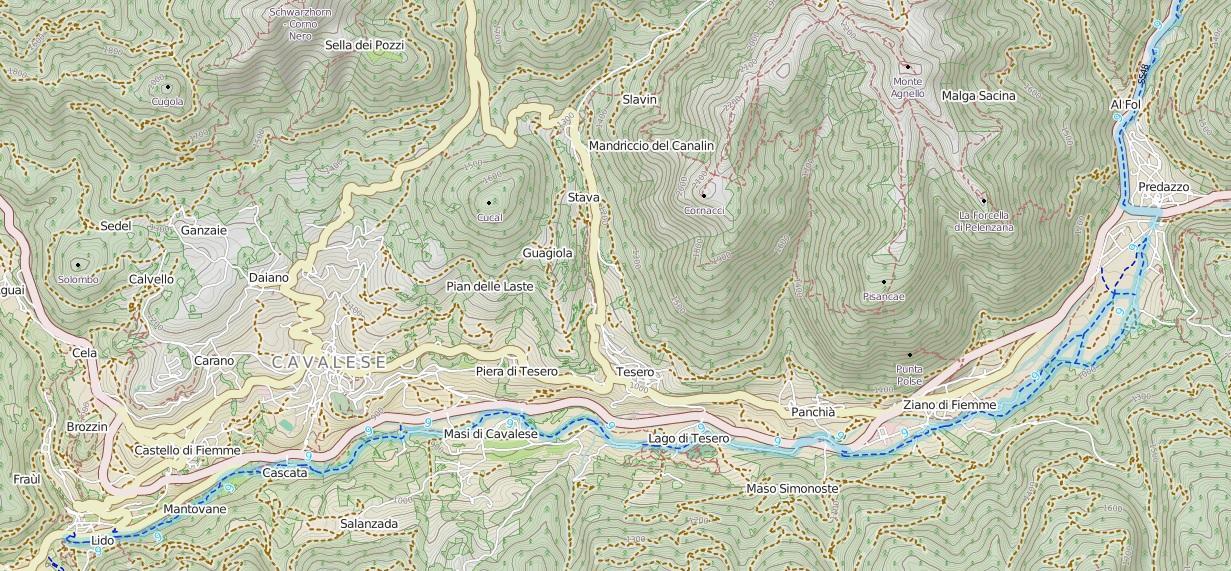 Schwarzhorn
- Corno
Nero
Sella dei Pozzi
Cugola
Slavin
Monte
Agnello
Malga Sacina
SS48
Al Fol
Mandriccio del Canalin
Predazzo
Cornacci
Stava
Cucal
La Forcella
di Pelenzana
Sedel
Ganzaie
Guagiola
Solombo
Calvello
Daiano
Pian delle Laste
guai
Pisancae
Cela
Carano
CAVALESE
Piera di Tesero
Tesero
Punta
Polse
Panchià
Ziano di Fiemme
Brozzin
Castello di Fiemme
Masi di Cavalese
Lago di Tesero
Fraùl
Cascata
Maso Simonoste
Mantovane
Salanzada
Lido